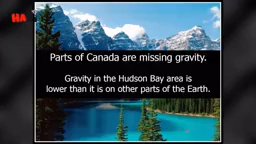 HA
Parts of Canada are missing gravity.
Gravity in the Hudson Bay area is
lower than it is on other parts of the Earth.